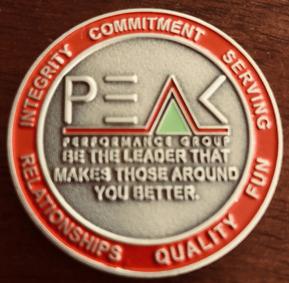 INTEGRITY COMMITMENT SERVING
PEAK
PERFORMANCE GROUP
BE THE LEADER THAT
MAKES THOSE AROUND
YOU BETTER.
RELATIONSHIPS QUALITY FUN